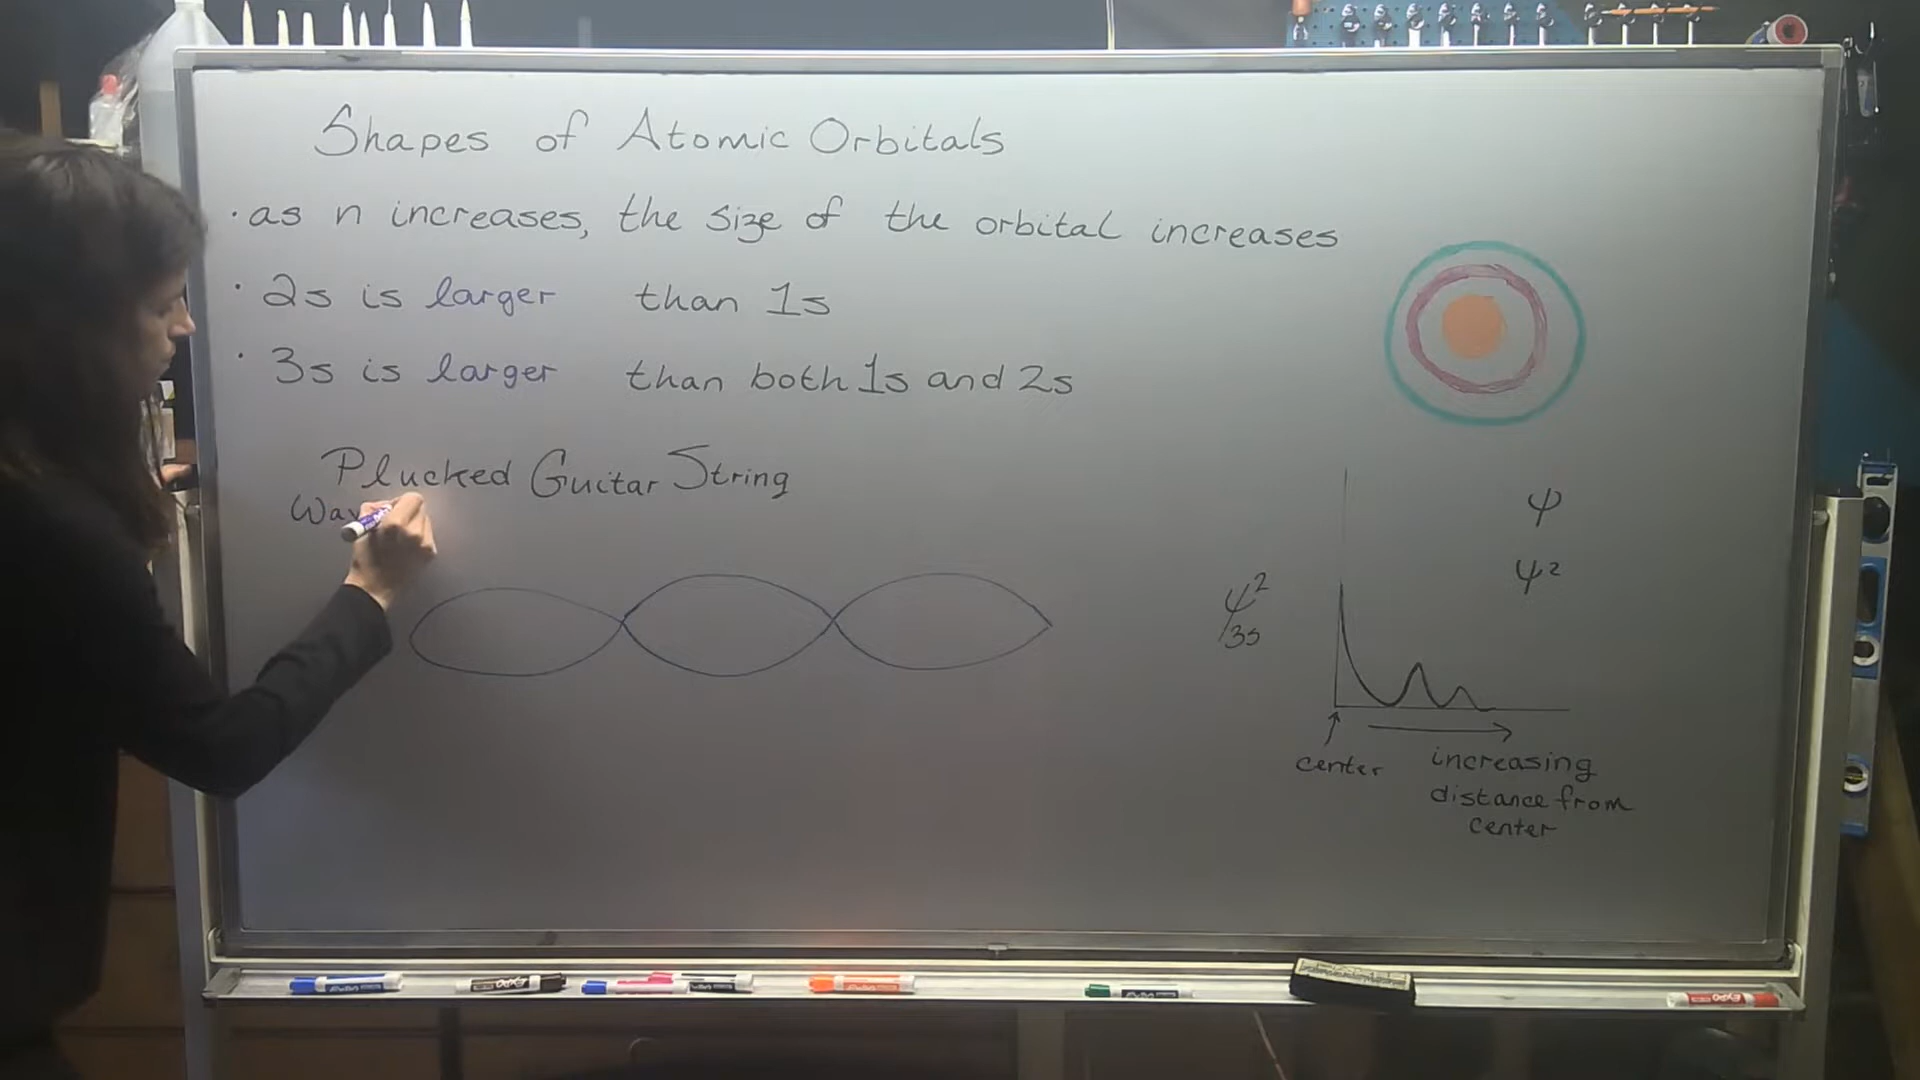 Shapes of Atomic Orbitals
· as n increases, the size of the orbital increases
· 2s is larger than 1s
· 3s is larger than both 1s and 2s
Plucked Guitar String
ψ
ψ²
ψ²
3s
center
increasing
distance from
center
EXPO